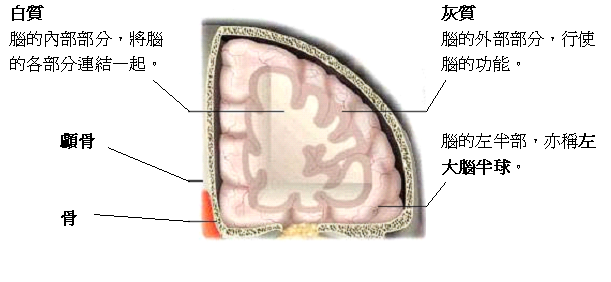 白質
腦的內部部分，將腦
的各部分連結一起。
灰質
腦的外部部分，行使
腦的功能。
顱骨
腦的左半部，亦稱左
大腦半球。
骨